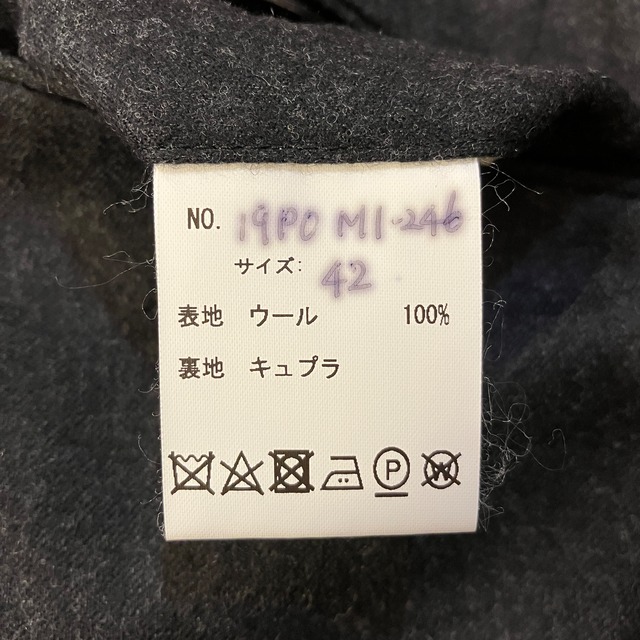 NO. 19PO M1-246
サイズ: 42
表地 ウール 100%
裏地 キュプラ
P W